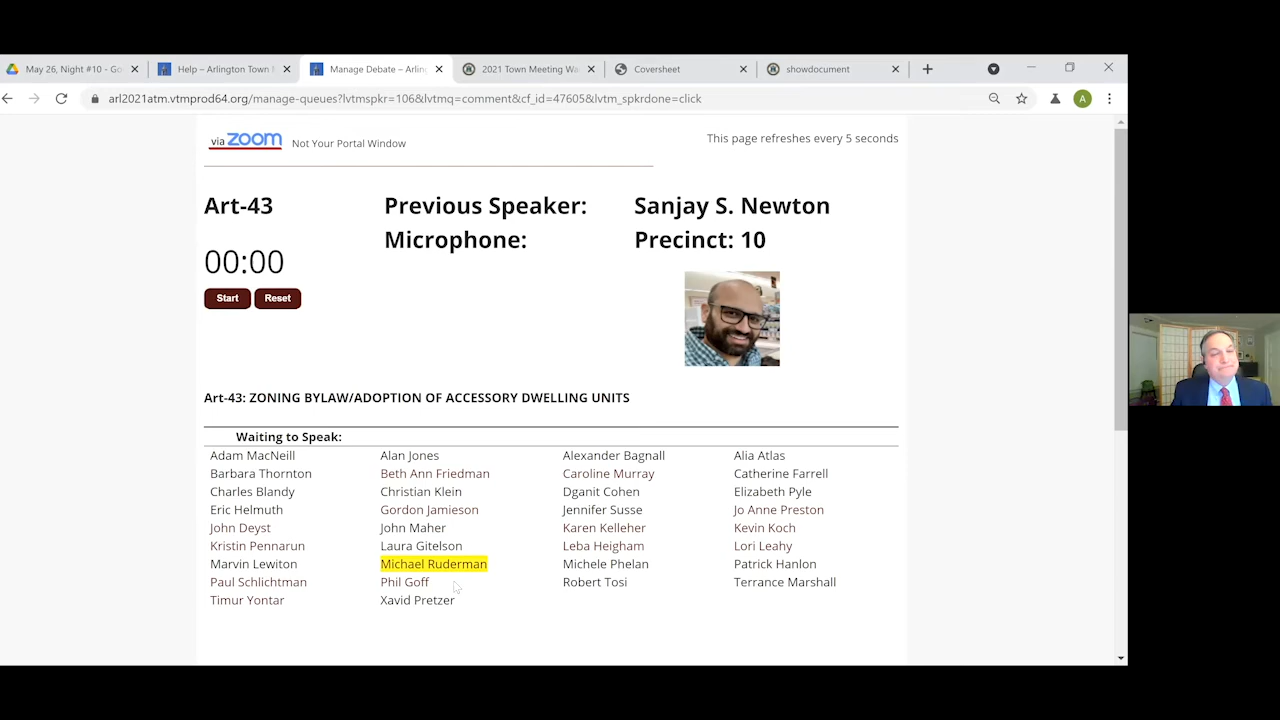 May 26, Night #10 - Go
Help – Arlington Town
Manage Debate – Arlin
2021 Town Meeting Wa
Coversheet
showdocument
arl2021atm.vtmprod64.org/manage-queues?lvtmspkr=106&lvtmq=comment&cf_id=47605&lvtm_spkrdone=click
A
via zoom Not Your Portal Window
This page refreshes every 5 seconds
Art-43 Previous Speaker: Sanjay S. Newton
Microphone: Precinct: 10
00:00
Start Reset
Art-43: ZONING BYLAW/ADOPTION OF ACCESSORY DWELLING UNITS
Waiting to Speak:
Adam MacNeill Alan Jones Alexander Bagnall Alia Atlas
Barbara Thornton Beth Ann Friedman Caroline Murray Catherine Farrell
Charles Blandy Christian Klein Dganit Cohen Elizabeth Pyle
Eric Helmuth Gordon Jamieson Jennifer Susse Jo Anne Preston
John Deyst John Maher Karen Kelleher Kevin Koch
Kristin Pennarun Laura Gitelson Leba Heigham Lori Leahy
Marvin Lewiton Michael Ruderman Michele Phelan Patrick Hanlon
Paul Schlichtman Phil Goff Robert Tosi Terrance Marshall
Timur Yontar Xavid Pretzer